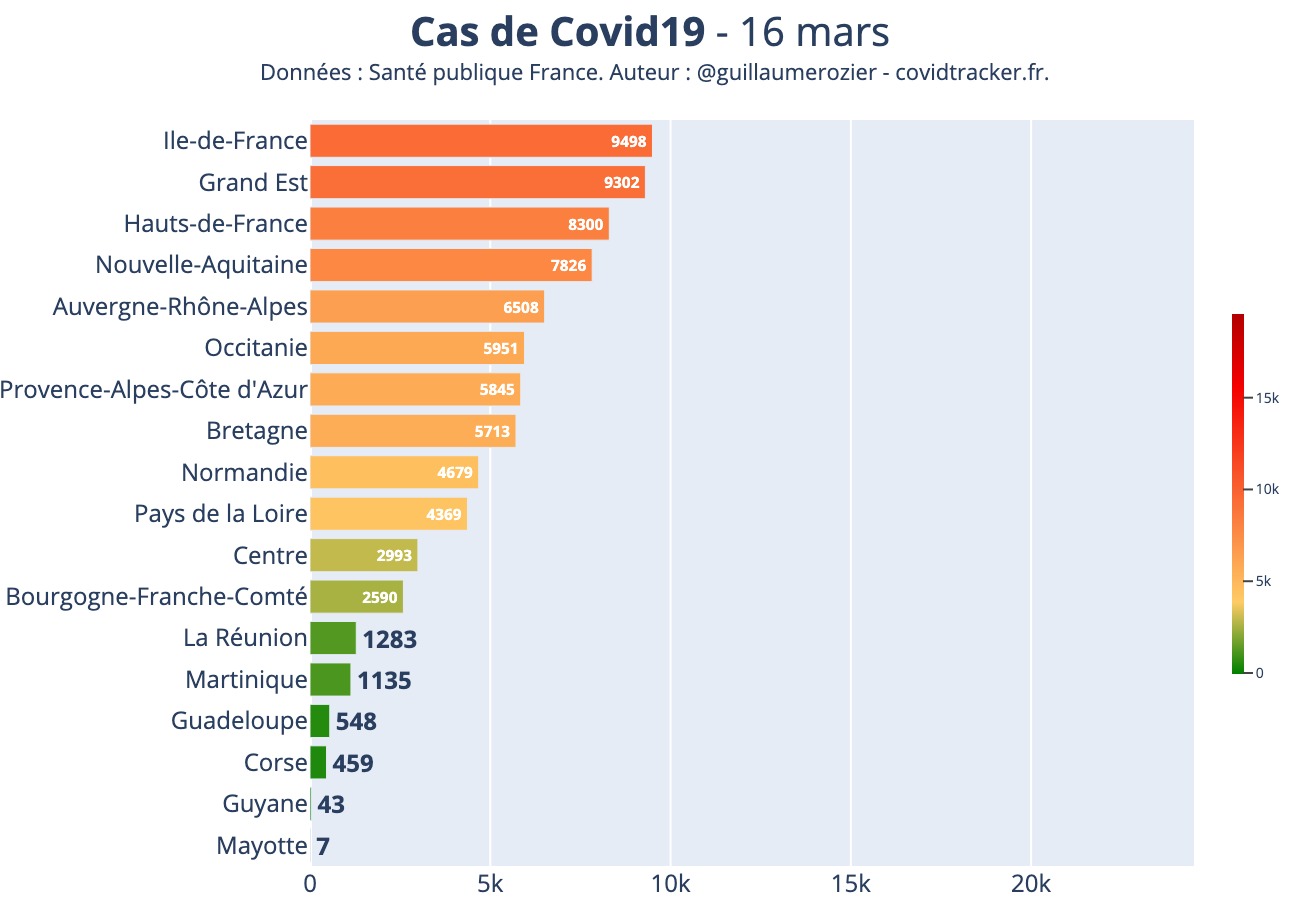 Cas de Covid19 - 16 mars
Données : Santé publique France. Auteur : @guillaumerozier - covidtracker.fr.
Ile-de-France 9498
Grand Est 9302
Hauts-de-France 8300
Nouvelle-Aquitaine 7826
Auvergne-Rhône-Alpes 6508
Occitanie 5951
Provence-Alpes-Côte d'Azur 5845
Bretagne 5713
Normandie 4679
Pays de la Loire 4369
Centre 2993
Bourgogne-Franche-Comté 2590
La Réunion 1283
Martinique 1135
Guadeloupe 548
Corse 459
Guyane 43
Mayotte 7
0 5k 10k 15k 20k
15k
10k
5k
0